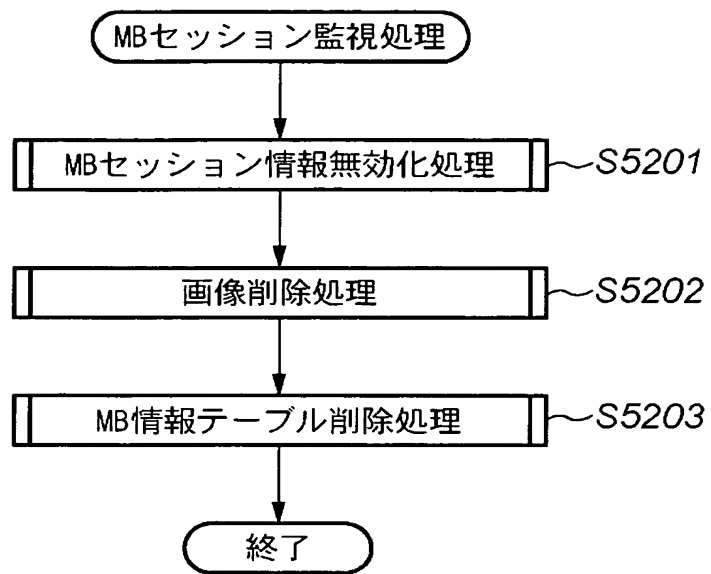 MBセッション監視処理
MBセッション情報無効化処理 S5201
画像削除処理 S5202
MB情報テーブル削除処理 S5203
終了